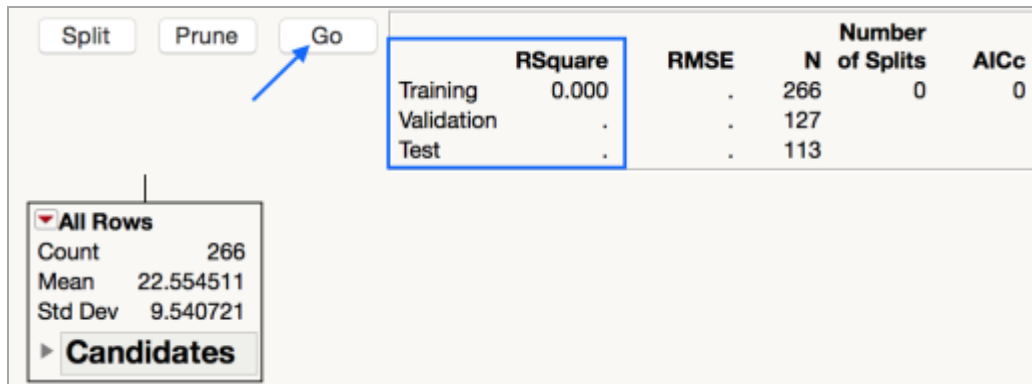 Split Prune Go
Number
RSquare RMSE N of Splits AICc
Training 0.000 . 266 0 0
Validation . . 127
Test . . 113
All Rows
Count 266
Mean 22.554511
Std Dev 9.540721
Candidates